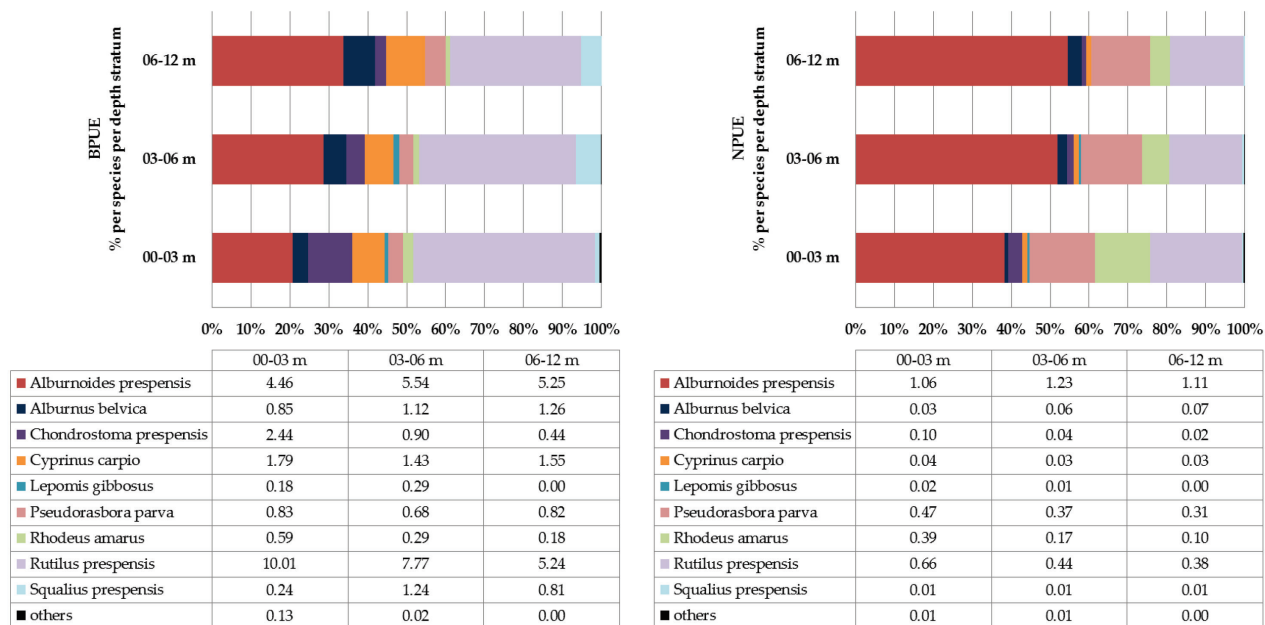 BPUE
% per species per depth stratum
06-12 m
03-06 m
00-03 m
0% 10% 20% 30% 40% 50% 60% 70% 80% 90% 100%
00-03 m 03-06 m 06-12 m
Alburnoides prespensis 4.46 5.54 5.25
Alburnus belvica 0.85 1.12 1.26
Chondrostoma prespensis 2.44 0.90 0.44
Cyprinus carpio 1.79 1.43 1.55
Lepomis gibbosus 0.18 0.29 0.00
Pseudorasbora parva 0.83 0.68 0.82
Rhodeus amarus 0.59 0.29 0.18
Rutilus prespensis 10.01 7.77 5.24
Squalius prespensis 0.24 1.24 0.81
others 0.13 0.02 0.00
NPUE
% per species per depth stratum
06-12 m
03-06 m
00-03 m
0% 10% 20% 30% 40% 50% 60% 70% 80% 90% 100%
00-03 m 03-06 m 06-12 m
Alburnoides prespensis 1.06 1.23 1.11
Alburnus belvica 0.03 0.06 0.07
Chondrostoma prespensis 0.10 0.04 0.02
Cyprinus carpio 0.04 0.03 0.03
Lepomis gibbosus 0.02 0.01 0.00
Pseudorasbora parva 0.47 0.37 0.31
Rhodeus amarus 0.39 0.17 0.10
Rutilus prespensis 0.66 0.44 0.38
Squalius prespensis 0.01 0.01 0.01
others 0.01 0.01 0.00